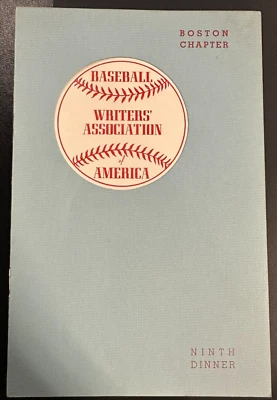 BOSTON
CHAPTER
BASEBALL
WRITERS'
ASSOCIATION
of
AMERICA
NINTH
DINNER